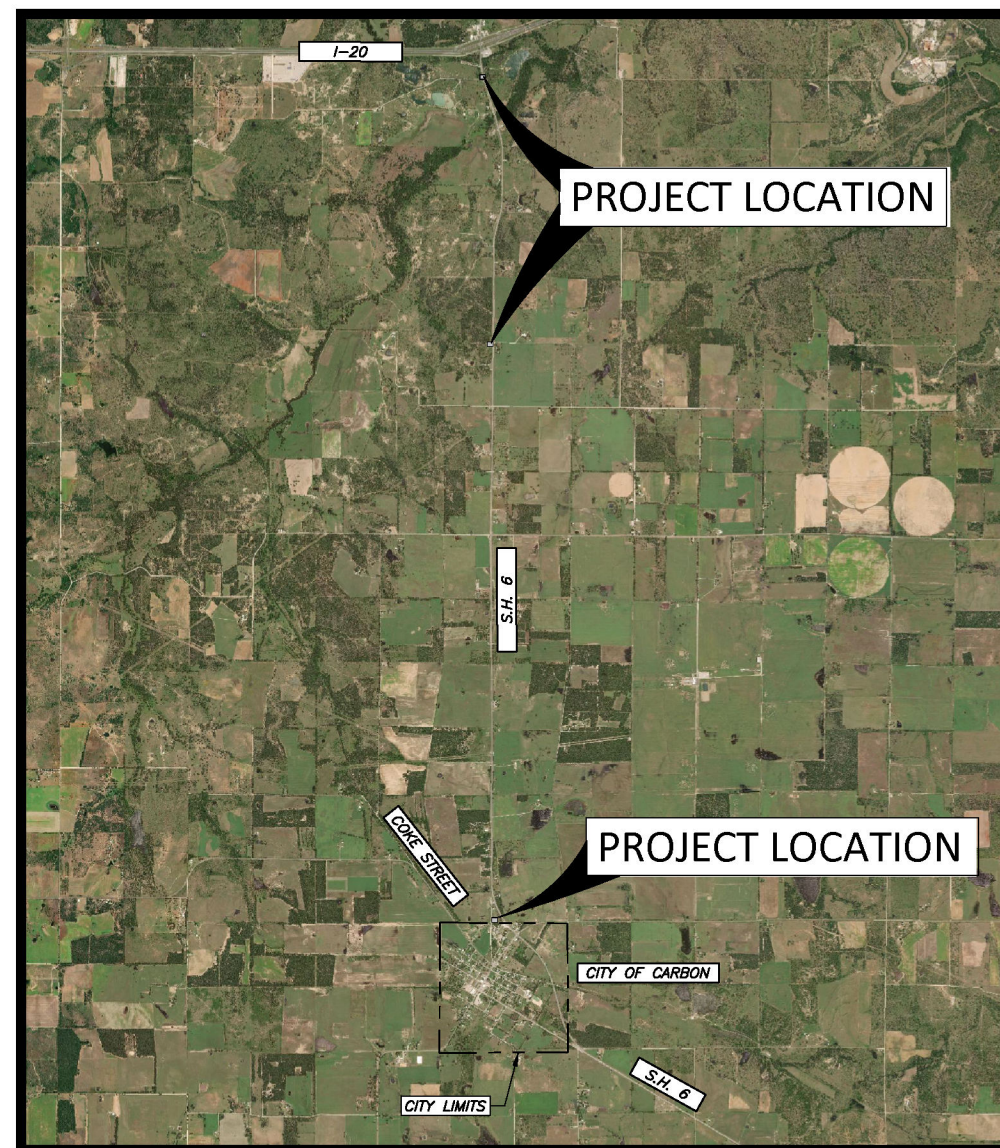 I-20
PROJECT LOCATION
S.H. 6
COKE STREET
PROJECT LOCATION
CITY OF CARBON
S.H. 6
CITY LIMITS